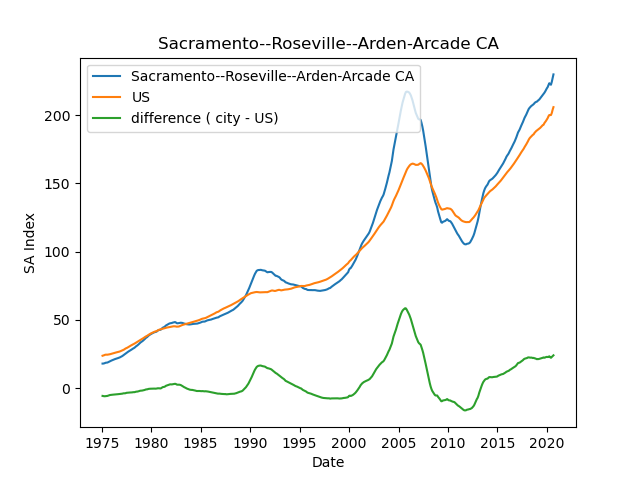 Sacramento--Roseville--Arden-Arcade CA
Sacramento--Roseville--Arden-Arcade CA
US
difference ( city - US)
SA Index
200
150
100
50
0
1975 1980 1985 1990 1995 2000 2005 2010 2015 2020
Date